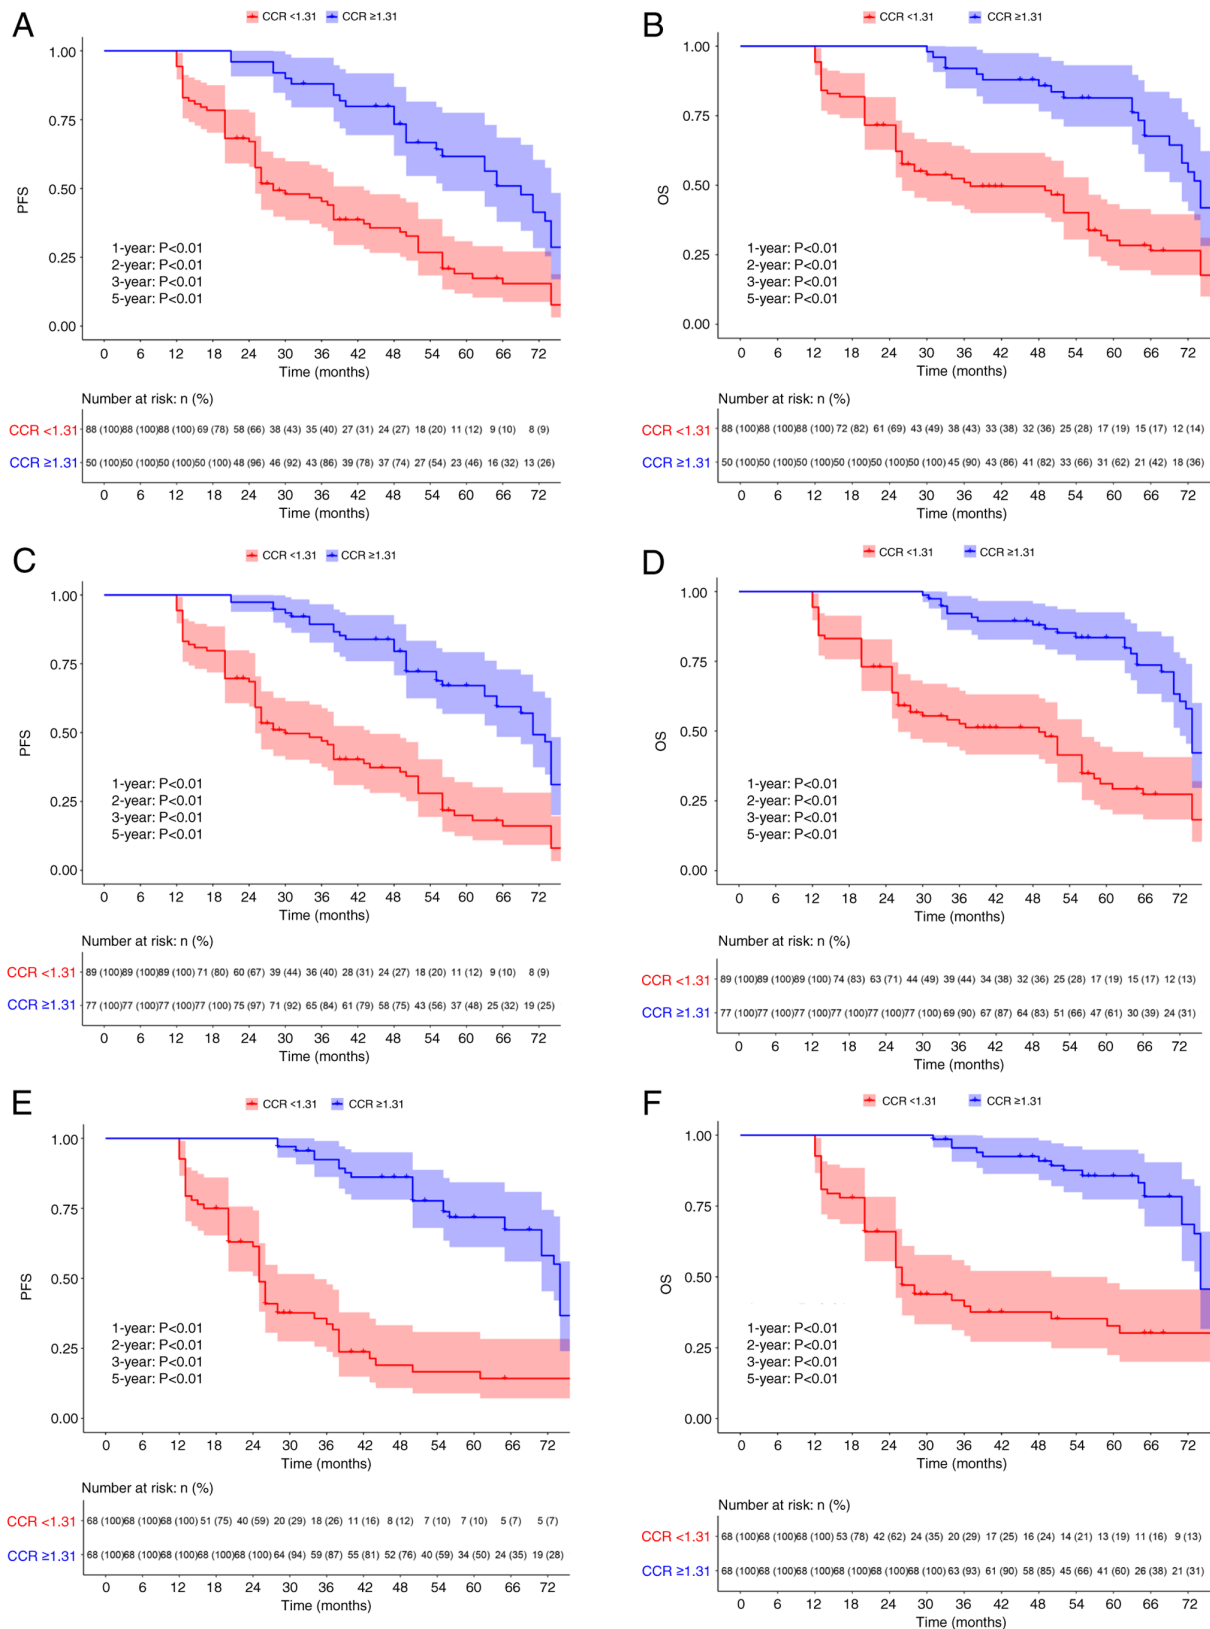 A
CCR <1.31 CCR ≥1.31
1.00
0.75
0.50
0.25
0.00
PFS
1-year: P<0.01
2-year: P<0.01
3-year: P<0.01
5-year: P<0.01
0 6 12 18 24 30 36 42 48 54 60 66 72
Time (months)
Number at risk: n (%)
CCR <1.31 88 (100) 88 (100) 88 (100) 69 (78) 58 (66) 38 (43) 35 (40) 27 (31) 24 (27) 18 (20) 11 (12) 9 (10) 8 (9)
CCR ≥1.31 50 (100) 50 (100) 50 (100) 50 (100) 48 (96) 46 (92) 43 (86) 39 (78) 37 (74) 27 (54) 23 (46) 16 (32) 13 (26)
0 6 12 18 24 30 36 42 48 54 60 66 72
Time (months)
B
CCR <1.31 CCR ≥1.31
1.00
0.75
0.50
0.25
0.00
OS
1-year: P<0.01
2-year: P<0.01
3-year: P<0.01
5-year: P<0.01
0 6 12 18 24 30 36 42 48 54 60 66 72
Time (months)
Number at risk: n (%)
CCR <1.31 88 (100) 88 (100) 88 (100) 72 (82) 61 (69) 43 (49) 38 (43) 33 (38) 32 (36) 25 (28) 17 (19) 15 (17) 12 (14)
CCR ≥1.31 50 (100) 50 (100) 50 (100) 50 (100) 50 (100) 50 (100) 45 (90) 43 (86) 41 (82) 33 (66) 31 (62) 21 (42) 18 (36)
0 6 12 18 24 30 36 42 48 54 60 66 72
Time (months)
C
CCR <1.31 CCR ≥1.31
1.00
0.75
0.50
0.25
0.00
PFS
1-year: P<0.01
2-year: P<0.01
3-year: P<0.01
5-year: P<0.01
0 6 12 18 24 30 36 42 48 54 60 66 72
Time (months)
Number at risk: n (%)
CCR <1.31 89 (100) 89 (100) 89 (100) 71 (80) 60 (67) 39 (44) 36 (40) 28 (31) 24 (27) 18 (20) 11 (12) 9 (10) 8 (9)
CCR ≥1.31 77 (100) 77 (100) 77 (100) 77 (100) 75 (97) 71 (92) 65 (84) 61 (79) 58 (75) 43 (56) 37 (48) 25 (32) 19 (25)
0 6 12 18 24 30 36 42 48 54 60 66 72
Time (months)
D
CCR <1.31 CCR ≥1.31
1.00
0.75
0.50
0.25
0.00
OS
1-year: P<0.01
2-year: P<0.01
3-year: P<0.01
5-year: P<0.01
0 6 12 18 24 30 36 42 48 54 60 66 72
Time (months)
Number at risk: n (%)
CCR <1.31 89 (100) 89 (100) 89 (100) 74 (83) 63 (71) 44 (49) 39 (44) 34 (38) 32 (36) 25 (28) 17 (19) 15 (17) 12 (13)
CCR ≥1.31 77 (100) 77 (100) 77 (100) 77 (100) 77 (100) 77 (100) 69 (90) 67 (87) 64 (83) 51 (66) 47 (61) 30 (39) 24 (31)
0 6 12 18 24 30 36 42 48 54 60 66 72
Time (months)
E
CCR <1.31 CCR ≥1.31
1.00
0.75
0.50
0.25
0.00
PFS
1-year: P<0.01
2-year: P<0.01
3-year: P<0.01
5-year: P<0.01
0 6 12 18 24 30 36 42 48 54 60 66 72
Time (months)
Number at risk: n (%)
CCR <1.31 68 (100) 68 (100) 68 (100) 51 (75) 40 (59) 20 (29) 18 (26) 11 (16) 8 (12) 7 (10) 7 (10) 5 (7) 5 (7)
CCR ≥1.31 68 (100) 68 (100) 68 (100) 68 (100) 68 (100) 64 (94) 59 (87) 55 (81) 52 (76) 40 (59) 34 (50) 24 (35) 19 (28)
0 6 12 18 24 30 36 42 48 54 60 66 72
Time (months)
F
CCR <1.31 CCR ≥1.31
1.00
0.75
0.50
0.25
0.00
OS
1-year: P<0.01
2-year: P<0.01
3-year: P<0.01
5-year: P<0.01
0 6 12 18 24 30 36 42 48 54 60 66 72
Time (months)
Number at risk: n (%)
CCR <1.31 68 (100) 68 (100) 68 (100) 53 (78) 42 (62) 24 (35) 20 (29) 17 (25) 16 (24) 14 (21) 13 (19) 11 (16) 9 (13)
CCR ≥1.31 68 (100) 68 (100) 68 (100) 68 (100) 68 (100) 68 (100) 63 (93) 61 (90) 58 (85) 45 (66) 41 (60) 26 (38) 21 (31)
0 6 12 18 24 30 36 42 48 54 60 66 72
Time (months)